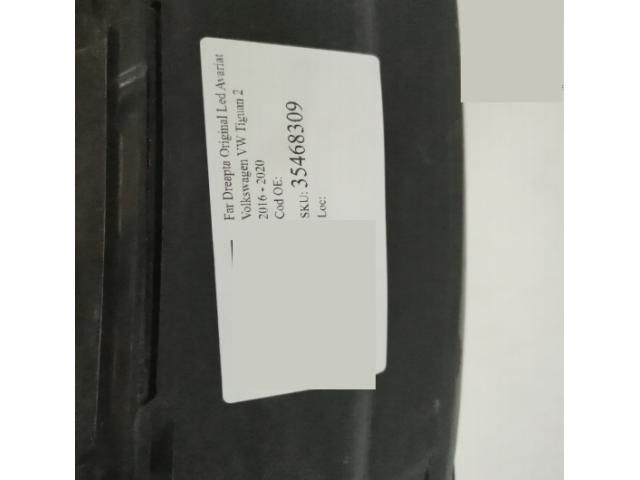 Far Dreapta Original Led Avariat
Volkswagen VW Tiguan 2
2016 - 2020
Cod OE:
SKU: 35468309
Loc: